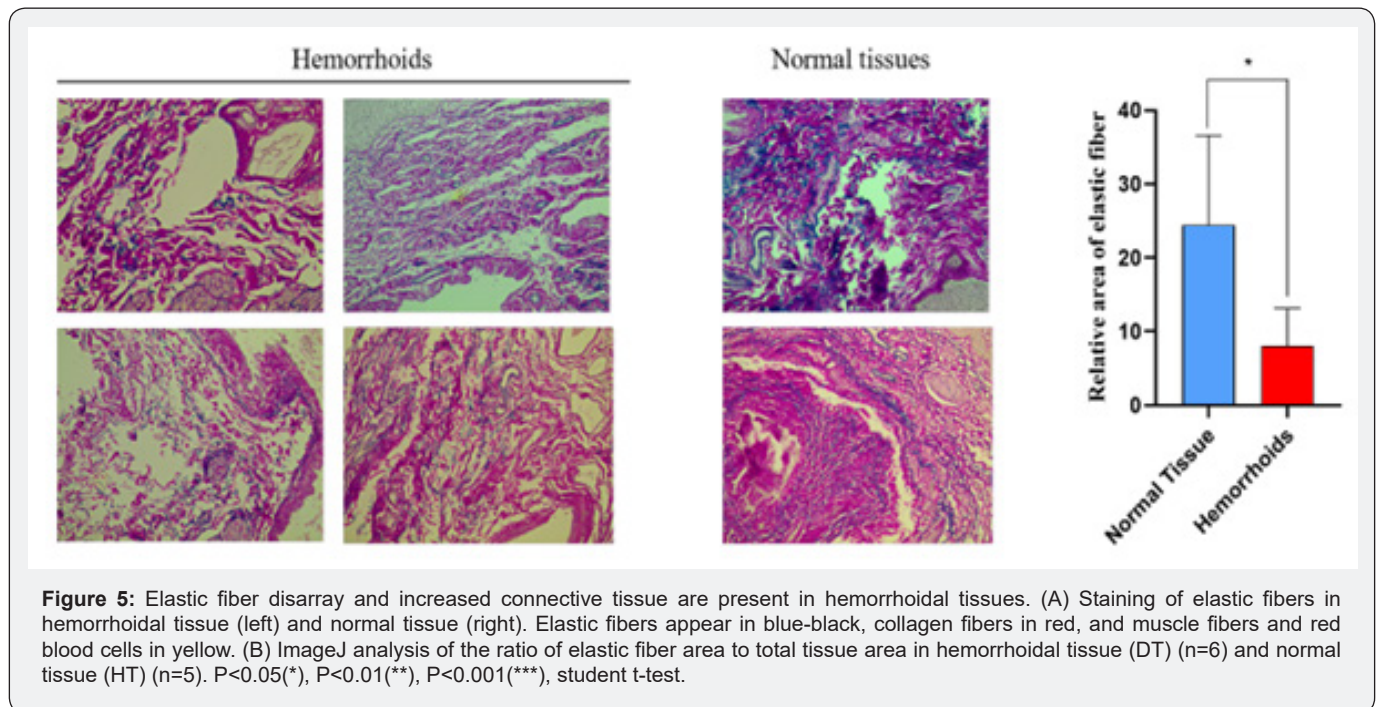 Hemorrhoids
Normal tissues
*
Relative area of elastic fiber
40
30
20
10
0
Normal Tissue
Hemorrhoids
Figure 5: Elastic fiber disarray and increased connective tissue are present in hemorrhoidal tissues. (A) Staining of elastic fibers in
hemorrhoidal tissue (left) and normal tissue (right). Elastic fibers appear in blue-black, collagen fibers in red, and muscle fibers and red
blood cells in yellow. (B) ImageJ analysis of the ratio of elastic fiber area to total tissue area in hemorrhoidal tissue (DT) (n=6) and normal
tissue (HT) (n=5). P<0.05(*), P<0.01(**), P<0.001(***), student t-test.